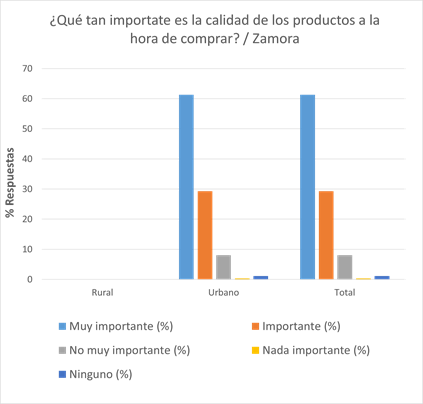 ¿Qué tan importate es la calidad de los productos a la
hora de comprar? / Zamora
% Respuestas
70
60
50
40
30
20
10
0
Rural Urbano Total
Muy importante (%) Importante (%)
No muy importante (%) Nada importante (%)
Ninguno (%)